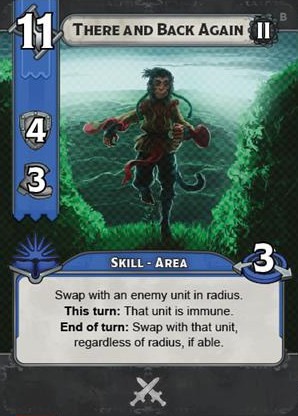 11
THERE AND BACK AGAIN
II
B
4
3
SKILL - AREA
3
Swap with an enemy unit in radius.
This turn: That unit is immune.
End of turn: Swap with that unit,
regardless of radius, if able.